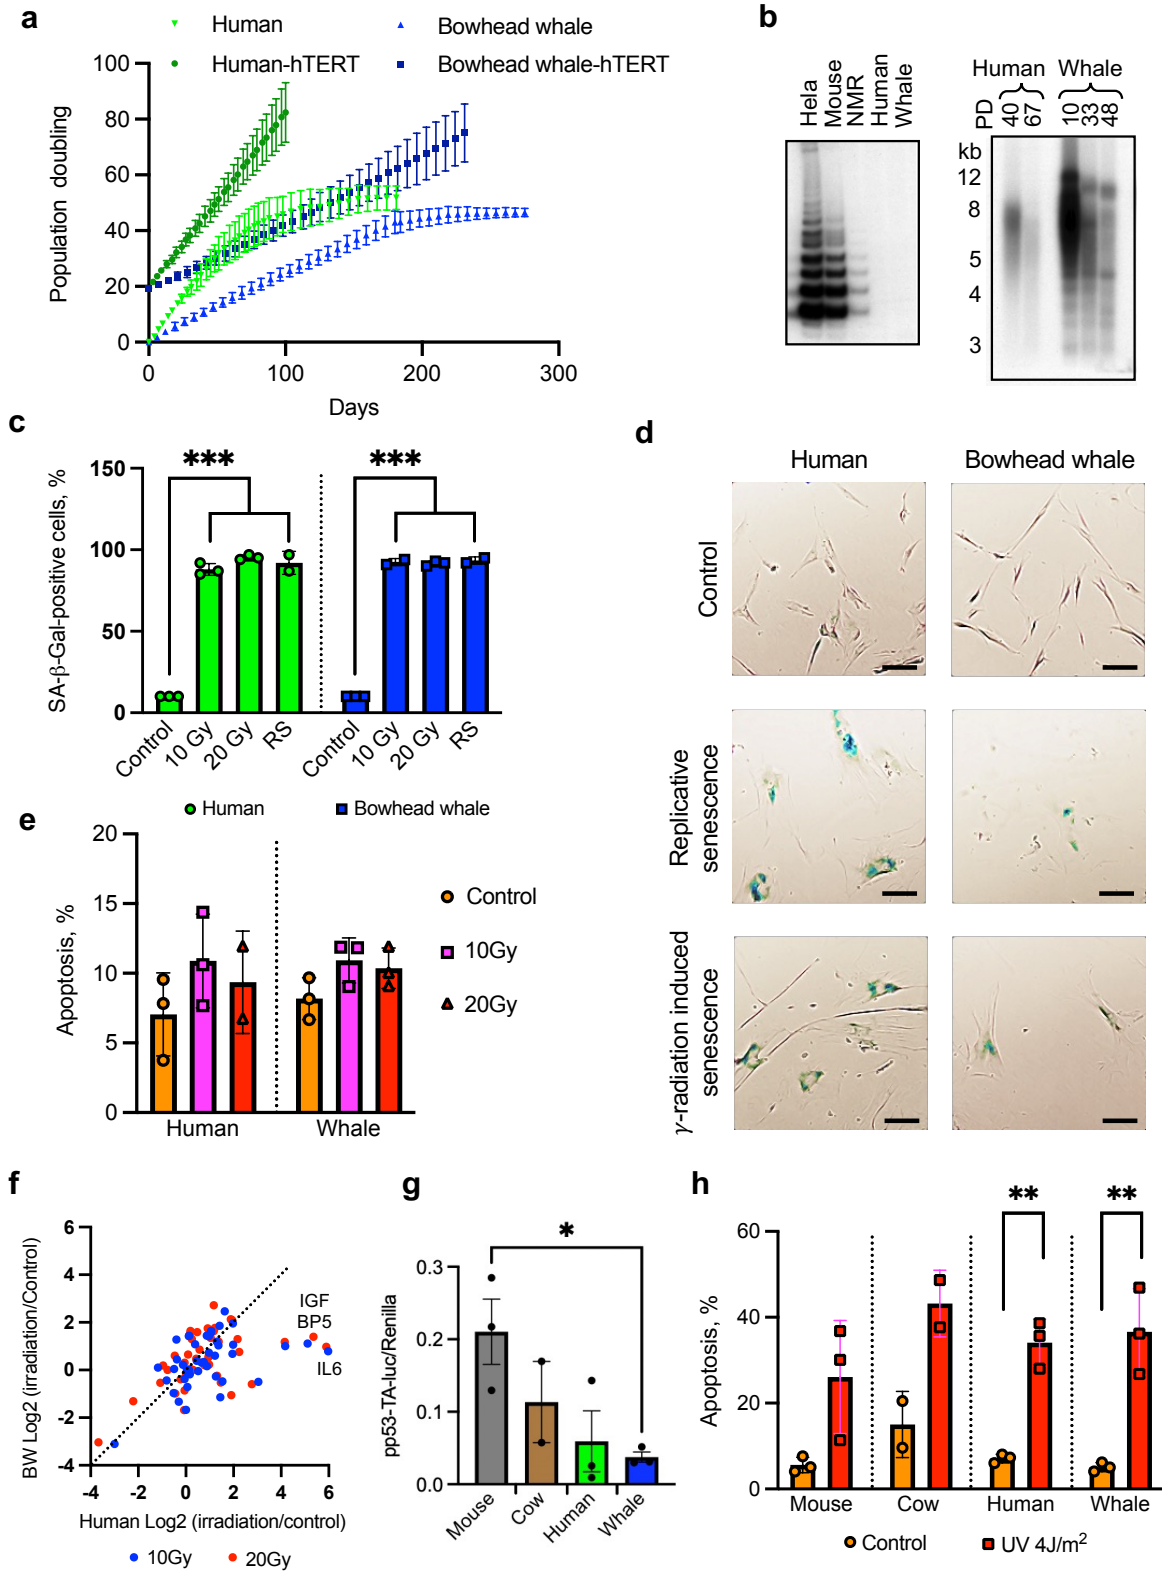 a
Human
Bowhead whale
Human-hTERT
Bowhead whale-hTERT
Population doubling
100
80
60
40
20
0
0 100 200 300
Days
b
Hela
Mouse
NMR
Human
Whale
Human Whale
PD 40 67 10 33 48
kb
12
8
5
4
3
c
SA-β-Gal-positive cells, %
150
100
50
0
*** ***
Control 10 Gy 20 Gy RS Control 10 Gy 20 Gy RS
Human Bowhead whale
d
Human Bowhead whale
Control
Replicative
senescence
γ-radiation induced
senescence
e
Apoptosis, %
20
15
10
5
0
Human Whale
Control
10Gy
20Gy
f
BW Log2 (irradiation/Control)
6
4
2
0
-2
-4
-4 -2 0 2 4 6
IGF
BP5
IL6
Human Log2 (irradiation/control)
10Gy 20Gy
g
pp53-TA-luc/Renilla
0.3
0.2
0.1
0.0
*
Mouse Cow Human Whale
h
Apoptosis, %
60
40
20
0
** **
Mouse Cow Human Whale
Control UV 4J/m²